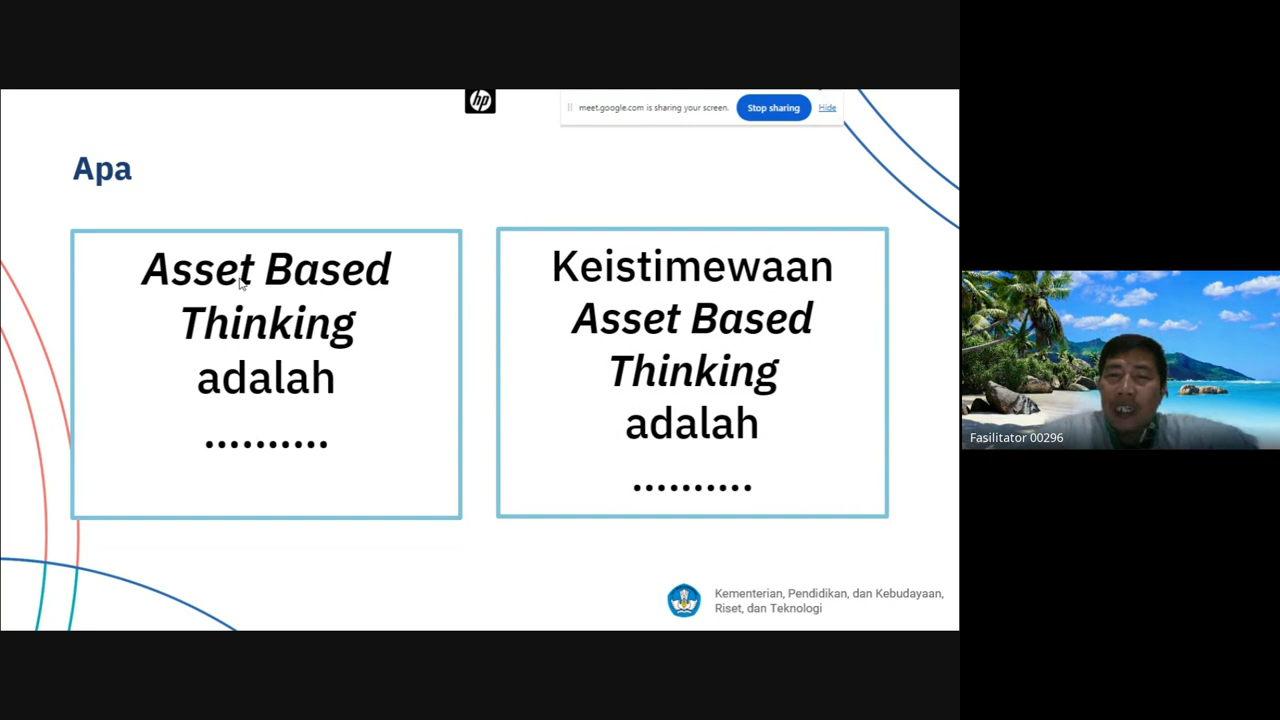 hp
meet.google.com is sharing your screen.
Stop sharing
Hide
Apa
Asset Based
Thinking
adalah
..........
Keistimewaan
Asset Based
Thinking
adalah
..........
Fasilitator 00296
Kementerian, Pendidikan, dan Kebudayaan,
Riset, dan Teknologi